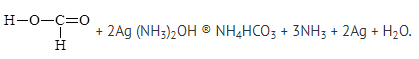 H-O-C=O
H
+ 2Ag (NH₃)₂OH ® NH₄HCO₃ + 3NH₃ + 2Ag + H₂O.